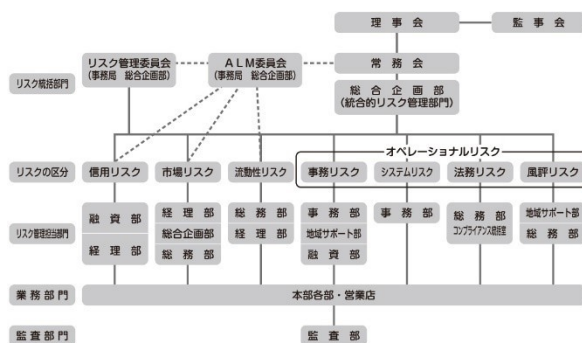 理事会
監事会
リスク管理委員会
(事務局 総合企画部)
ALM委員会
(事務局 総合企画部)
常務会
リスク統括部門
総合企画部
(統合的リスク管理部門)
オペレーショナルリスク
リスクの区分
信用リスク
市場リスク
流動性リスク
事務リスク
システムリスク
法務リスク
風評リスク
リスク管理担当部門
融資部
経理部
経理部
総合企画部
総務部
総務部
経理部
事務部
地域サポート部
融資部
事務部
総務部
コンプライアンス統括室
地域サポート部
総務部
業務部門
本部各部・営業店
監査部門
監査部